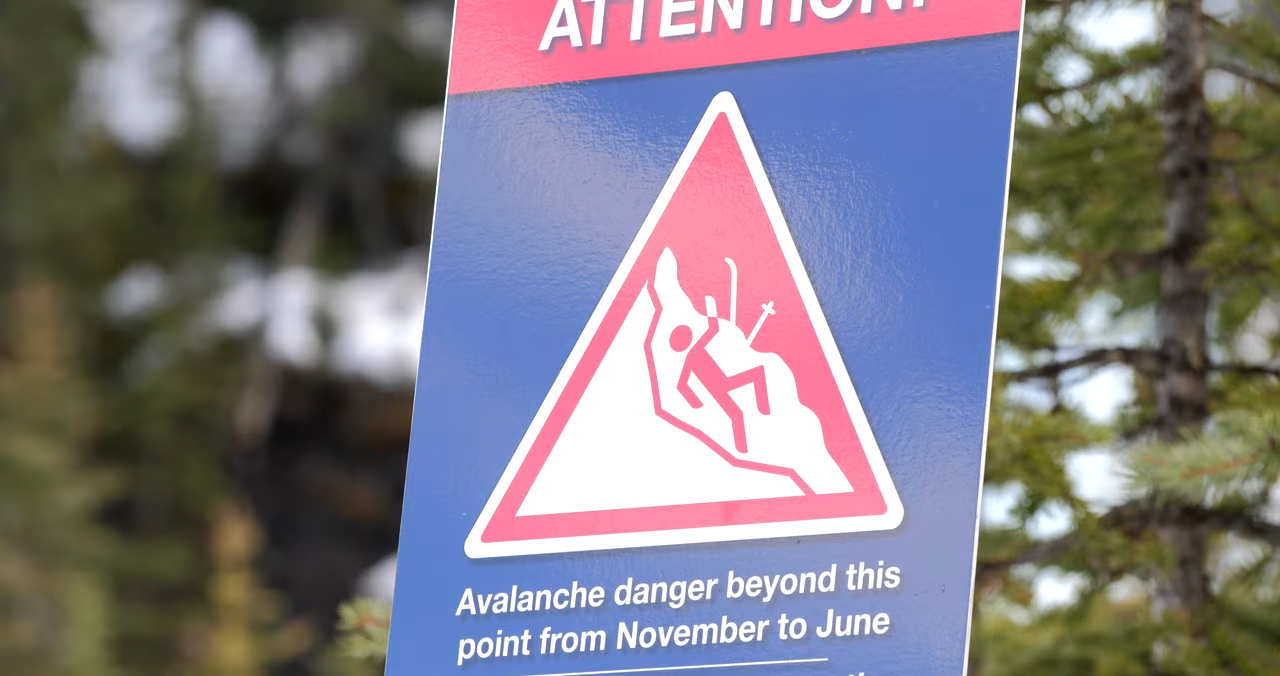 ATTENTION!
Avalanche danger beyond this
point from November to June